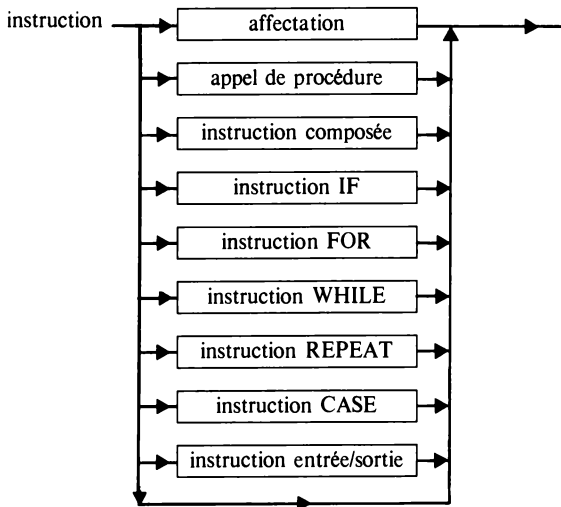 instruction
affectation
appel de procédure
instruction composée
instruction IF
instruction FOR
instruction WHILE
instruction REPEAT
instruction CASE
instruction entrée/sortie